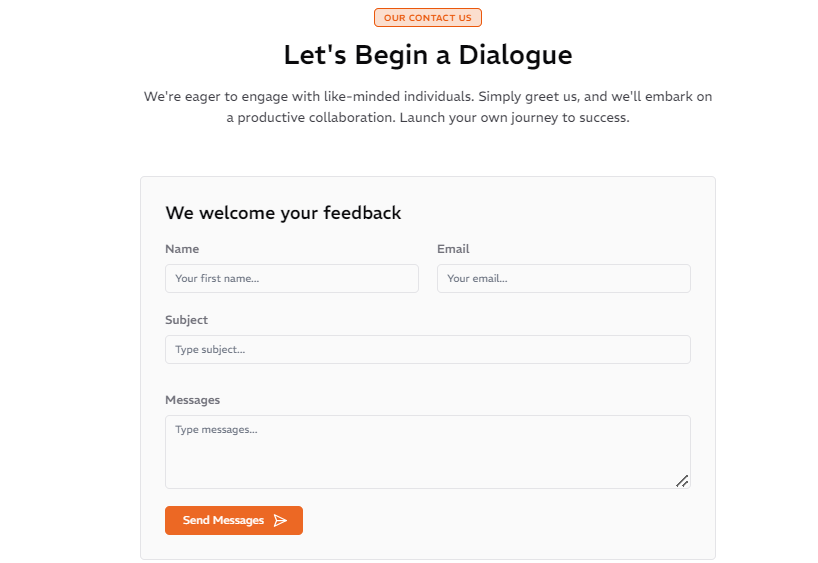 OUR CONTACT US
Let's Begin a Dialogue
We're eager to engage with like-minded individuals. Simply greet us, and we'll embark on
a productive collaboration. Launch your own journey to success.
We welcome your feedback
Name
Email
Your first name...
Your email...
Subject
Type subject...
Messages
Type messages...
Send Messages